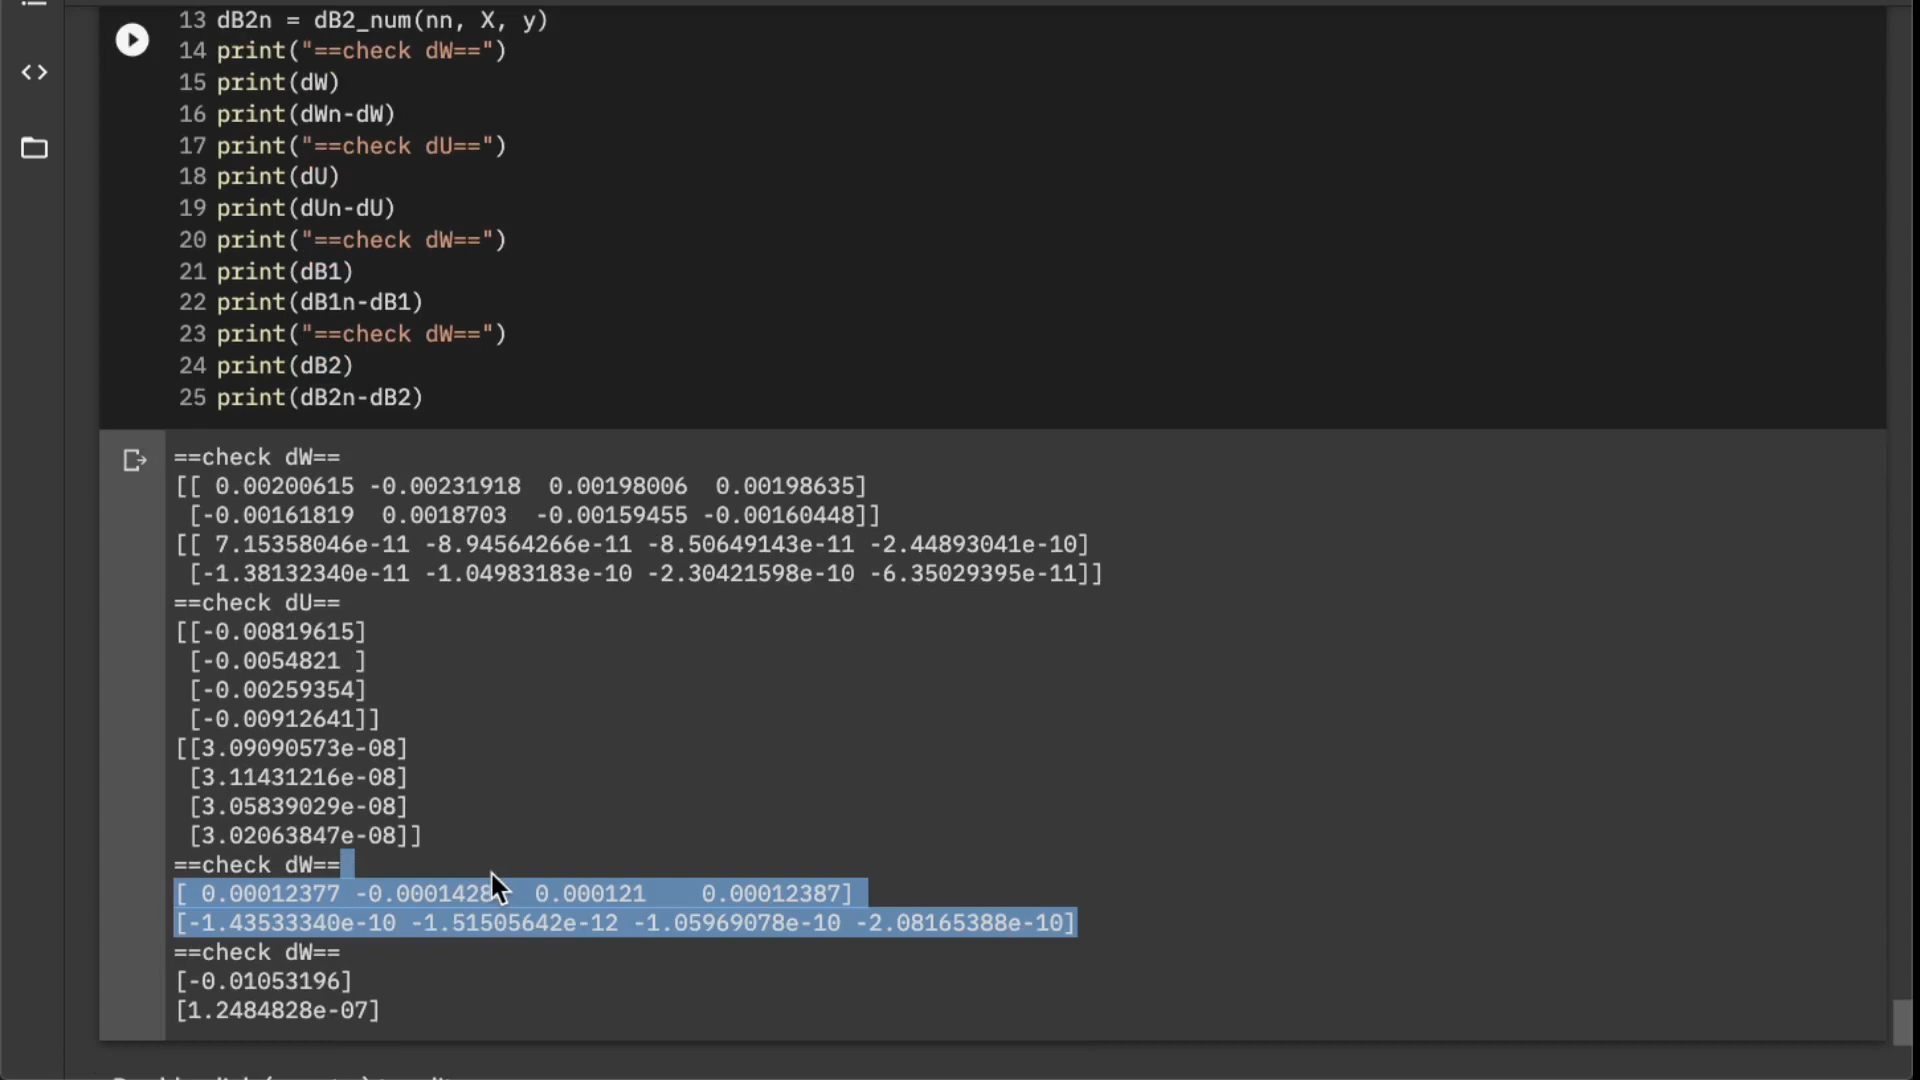 13 dB2n = dB2_num(nn, X, y)
14 print("==check dW==")
15 print(dW)
16 print(dWn-dW)
17 print("==check dU==")
18 print(dU)
19 print(dUn-dU)
20 print("==check dW==")
21 print(dB1)
22 print(dB1n-dB1)
23 print("==check dW==")
24 print(dB2)
25 print(dB2n-dB2)
==check dW==
[[ 0.00200615 -0.00231918  0.00198006  0.00198635]
 [-0.00161819  0.0018703  -0.00159455 -0.00160448]]
[[ 7.15358046e-11 -8.94564266e-11 -8.50649143e-11 -2.44893041e-10]
 [-1.38132340e-11 -1.04983183e-10 -2.30421598e-10 -6.35029395e-11]]
==check dU==
[[-0.00819615]
 [-0.0054821 ]
 [-0.00259354]
 [-0.00912641]]
[[3.09090573e-08]
 [3.11431216e-08]
 [3.05839029e-08]
 [3.02063847e-08]]
==check dW==
[ 0.00012377  0.000121    0.00012387]
[-1.43533340e-10 -1.51505642e-12 -1.05969078e-10 -2.08165388e-10]
==check dW==
[-0.01053196]
[1.2484828e-07]